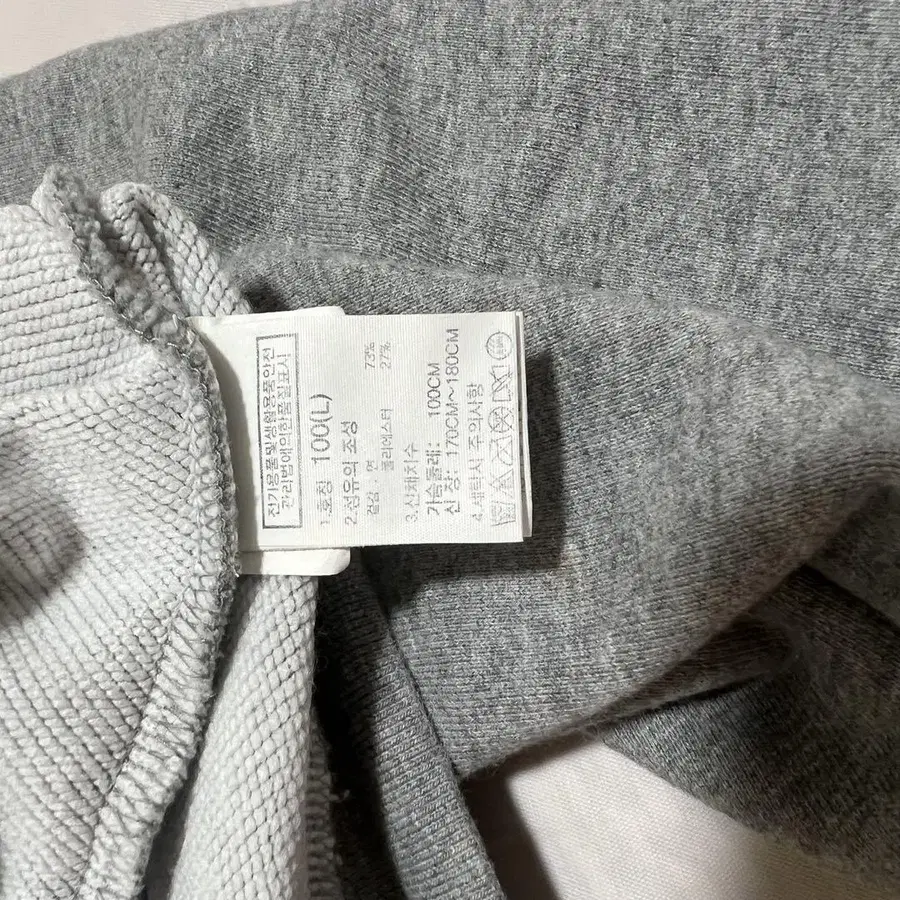 전기용품및생활용품안전
관리법에의한품질표시
1.호칭 100(L)
2.섬유의 조성
겉감 : 면 73%
폴리에스터 27%
3.신체치수
가슴둘레: 100CM
신 장: 170CM~180CM
4.세탁시 주의사항